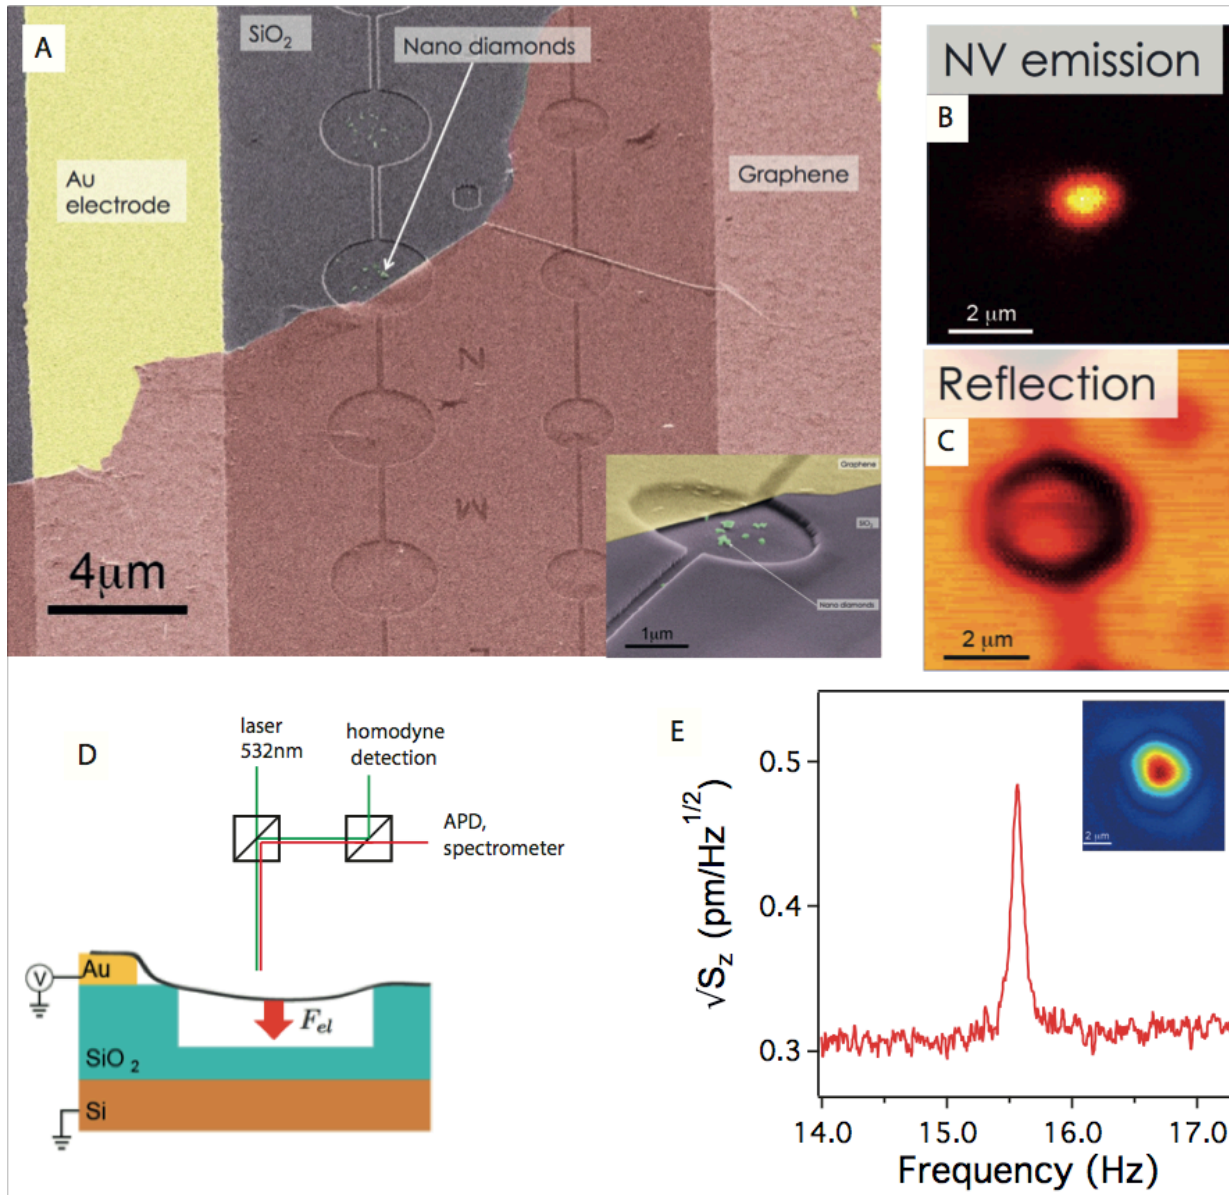 A
SiO2
Nano diamonds
Au
electrode
Graphene
N
M
4μm
Graphene
SiO2
Nano diamonds
1μm
NV emission
B
2 μm
Reflection
C
2 μm
D
laser
532nm
homodyne
detection
APD,
spectrometer
V
Au
Fel
SiO 2
Si
E
√Sz (pm/Hz1/2)
0.5
0.4
0.3
2 μm
14.0 15.0 16.0 17.0
Frequency (Hz)